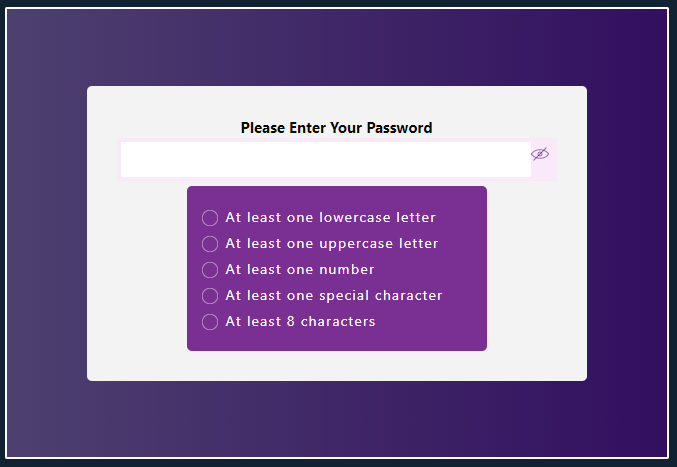 Please Enter Your Password
At least one lowercase letter
At least one uppercase letter
At least one number
At least one special character
At least 8 characters